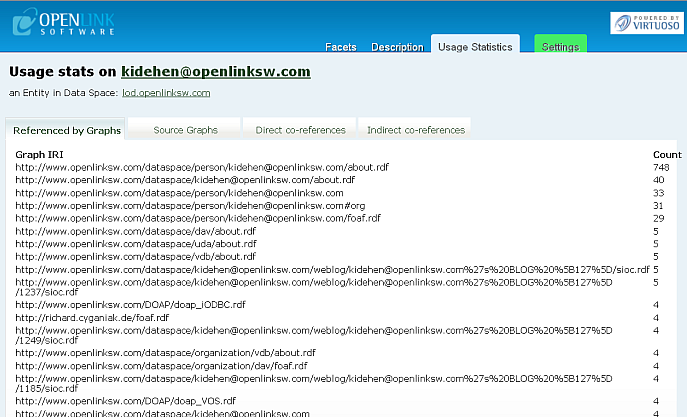 OPENLINK
SOFTWARE
POWERED BY
VIRTUOSO
Facets Description Usage Statistics Settings
Usage stats on kidehen@openlinksw.com
an Entity in Data Space: lod.openlinksw.com
Referenced by Graphs Source Graphs Direct co-references Indirect co-references
Graph IRI Count
http://www.openlinksw.com/dataspace/person/kidehen@openlinksw.com/about.rdf 748
http://www.openlinksw.com/dataspace/kidehen@openlinksw.com/about.rdf 40
http://www.openlinksw.com/dataspace/person/kidehen@openlinksw.com 33
http://www.openlinksw.com/dataspace/kidehen@openlinksw.com#org 31
http://www.openlinksw.com/dataspace/person/kidehen@openlinksw.com/foaf.rdf 29
http://www.openlinksw.com/dataspace/dav/about.rdf 5
http://www.openlinksw.com/dataspace/uda/about.rdf 5
http://www.openlinksw.com/dataspace/vdb/about.rdf 5
http://www.openlinksw.com/dataspace/kidehen@openlinksw.com/weblog/kidehen@openlinksw.com%27s%20BLOG%20%5B127%5D/sioc.rdf 5
http://www.openlinksw.com/dataspace/kidehen@openlinksw.com/weblog/kidehen@openlinksw.com%27s%20BLOG%20%5B127%5D 5
/1237/sioc.rdf
http://www.openlinksw.com/DOAP/doap_iODBC.rdf 4
http://richard.cyganiak.de/foaf.rdf 4
http://www.openlinksw.com/dataspace/kidehen@openlinksw.com/weblog/kidehen@openlinksw.com%27s%20BLOG%20%5B127%5D 4
/1249/sioc.rdf
http://www.openlinksw.com/dataspace/organization/vdb/about.rdf 4
http://www.openlinksw.com/dataspace/organization/dav/foaf.rdf 4
http://www.openlinksw.com/dataspace/kidehen@openlinksw.com/weblog/kidehen@openlinksw.com%27s%20BLOG%20%5B127%5D 4
/1185/sioc.rdf
http://www.openlinksw.com/DOAP/doap_VOS.rdf 4
http://www.openlinksw.com/dataspace/kidehen@openlinksw.com 4